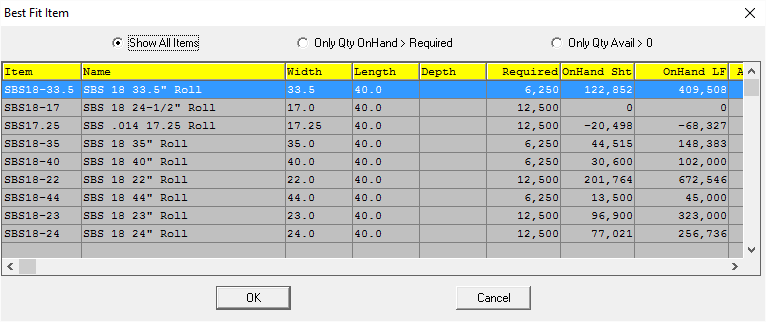 Best Fit Item
Show All Items Only Qty OnHand > Required Only Qty Avail > 0
Item Name Width Length Depth Required OnHand Sht OnHand LF A
SBS18-33.5 SBS 18 33.5" Roll 33.5 40.0 6,250 122,852 409,508
SBS18-17 SBS 18 24-1/2" Roll 17.0 40.0 12,500 0 0
SBS17.25 SBS .014 17.25 Roll 17.25 40.0 12,500 -20,498 -68,327
SBS18-35 SBS 18 35" Roll 35.0 40.0 6,250 44,515 148,383
SBS18-40 SBS 18 40" Roll 40.0 40.0 6,250 30,600 102,000
SBS18-22 SBS 18 22" Roll 22.0 40.0 12,500 201,764 672,546
SBS18-44 SBS 18 44" Roll 44.0 40.0 6,250 13,500 45,000
SBS18-23 SBS 18 23" Roll 23.0 40.0 12,500 96,900 323,000
SBS18-24 SBS 18 24" Roll 24.0 40.0 12,500 77,021 256,736
OK Cancel